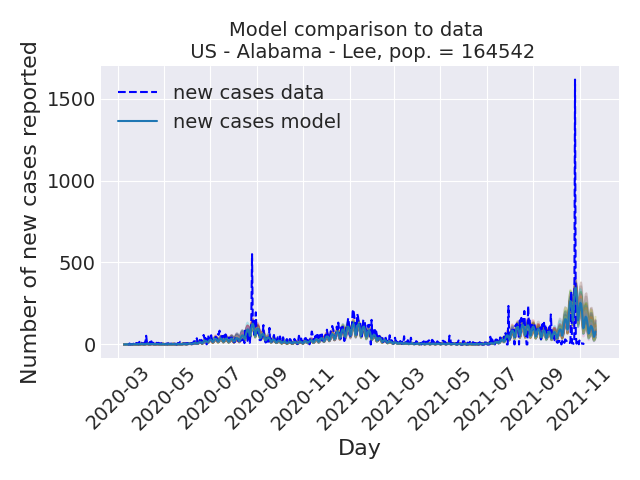 Model comparison to data
US - Alabama - Lee, pop. = 164542
Number of new cases reported
1500
1000
500
0
new cases data
new cases model
2020-03
2020-05
2020-07
2020-09
2020-11
2021-01
2021-03
2021-05
2021-07
2021-09
2021-11
Day